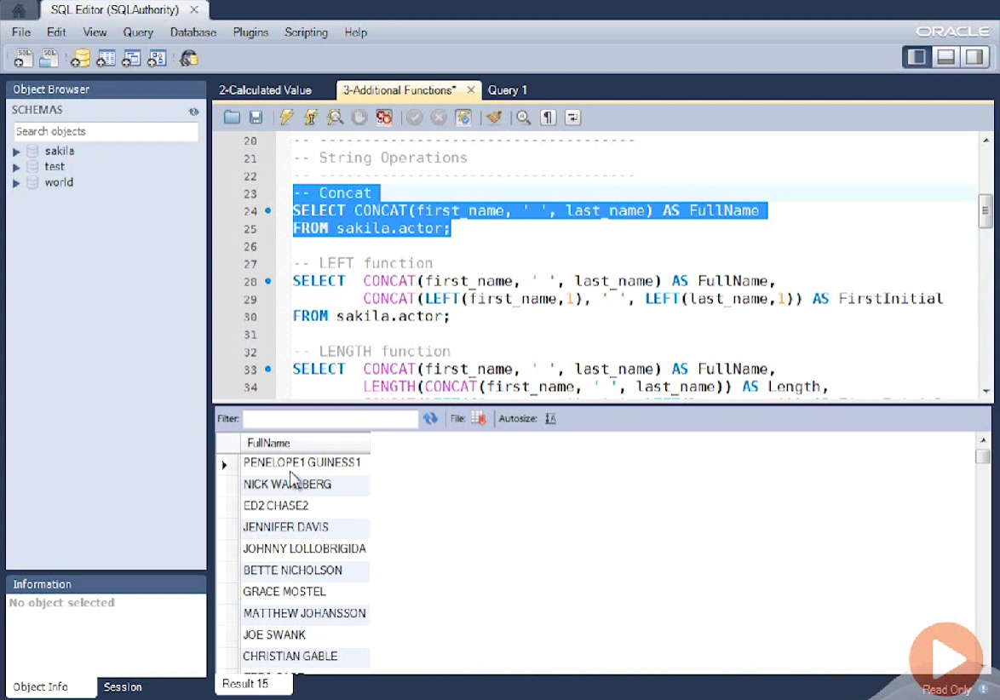 SQL Editor (SQLAuthority)
File Edit View Query Database Plugins Scripting Help
ORACLE
SQL SQL
Object Browser
SCHEMAS
Search objects
sakila
test
world
Information
No object selected
Object Info Session
2-Calculated Value 3-Additional Functions* Query 1
20 -- -----------------------------------
21 -- String Operations
22 -- -----------------------------------
23 -- Concat
24 SELECT CONCAT(first_name, ' ', last_name) AS FullName
25 FROM sakila.actor;
26
27 -- LEFT function
28 SELECT CONCAT(first_name, ' ', last_name) AS FullName,
29 CONCAT(LEFT(first_name,1), ' ', LEFT(last_name,1)) AS FirstInitial
30 FROM sakila.actor;
31
32 -- LENGTH function
33 SELECT CONCAT(first_name, ' ', last_name) AS FullName,
34 LENGTH(CONCAT(first_name, ' ', last_name)) AS Length,
Filter: File: Autosize:
FullName
PENELOPE1 GUINESS1
NICK WAHLBERG
ED2 CHASE2
JENNIFER DAVIS
JOHNNY LOLLOBRIGIDA
BETTE NICHOLSON
GRACE MOSTEL
MATTHEW JOHANSSON
JOE SWANK
CHRISTIAN GABLE
Result 15
Read Only